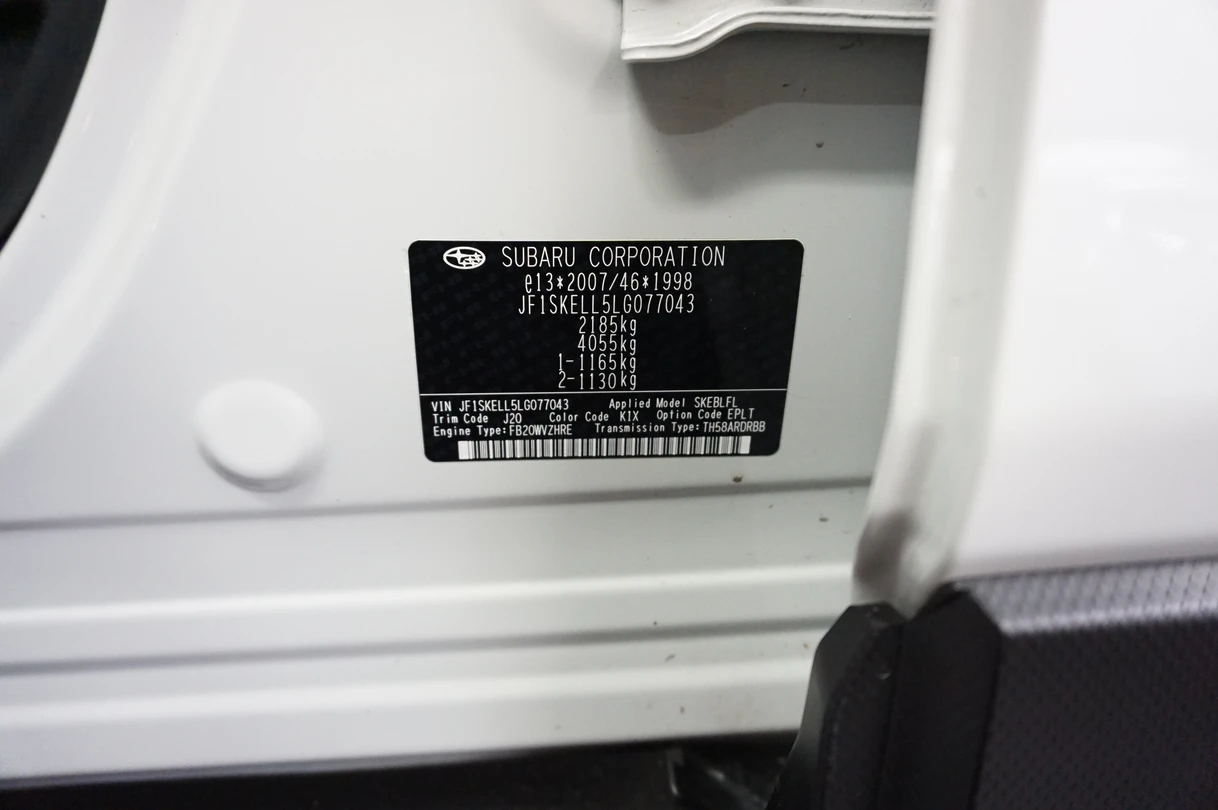 SUBARU CORPORATION
e13*2007/46*1998
JF1SKELL5LG077043
2185kg
4055kg
1-1165kg
2-1130kg
VIN JF1SKELL5LG077043 Applied Model SKEBLFL
Trim Code J20 Color Code K1X Option Code EPLT
Engine Type:FB20WVZHRE Transmission Type:TH58ARDRBB